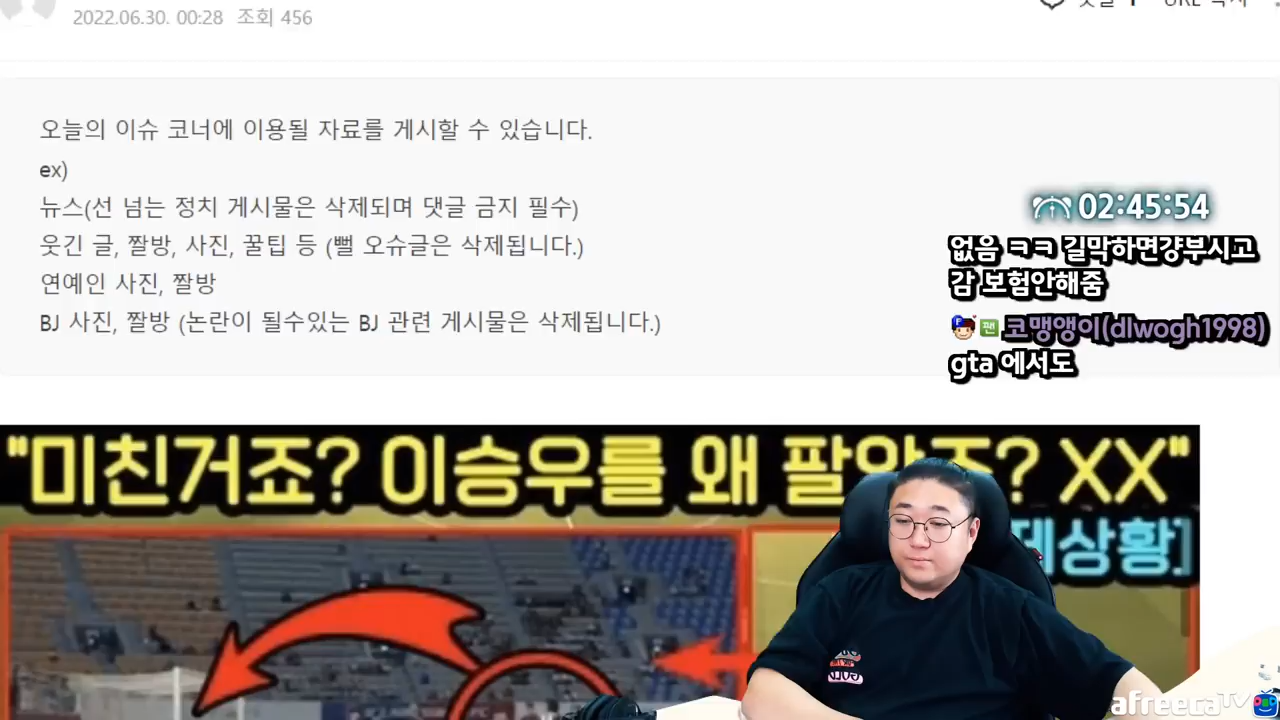 2022.06.30. 00:28 조회 456
오늘의 이슈 코너에 이용될 자료를 게시할 수 있습니다.
ex)
뉴스(선 넘는 정치 게시물은 삭제되며 댓글 금지 필수)
웃긴 글, 짤방, 사진, 꿀팁 등 (뻘 오슈글은 삭제됩니다.)
연예인 사진, 짤방
BJ 사진, 짤방 (논란이 될수있는 BJ 관련 게시물은 삭제됩니다.)
02:45:54
없음 ㅋㅋ 길막하면걍부시고
감 보험안해줌
팬 코맹앵이(dlwogh1998)
gta 에서도
"미친거죠? 이승우를 왜 XX"
제상황]
afreecaTV